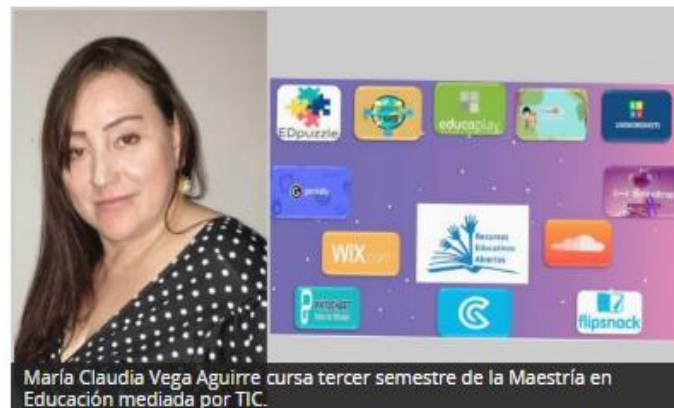 EDpuzzle
educaplay
genially
WiX.com
Recursos
Educativos
Abiertos
flipsnack
María Claudia Vega Aguirre cursa tercer semestre de la Maestría en
Educación mediada por TIC.